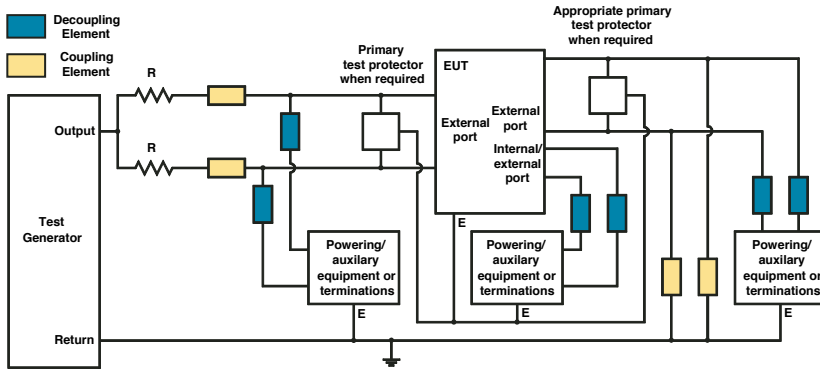 Decoupling
Element
Coupling
Element
Appropriate primary
test protector
when required
Primary
test protector
when required
R
EUT
Output
External
port
External
port
R
Internal/
external
port
Test
Generator
E
Powering/
auxilary
equipment or
terminations
Powering/
auxilary
equipment or
terminations
Powering/
auxilary
equipment or
terminations
E
E
E
Return